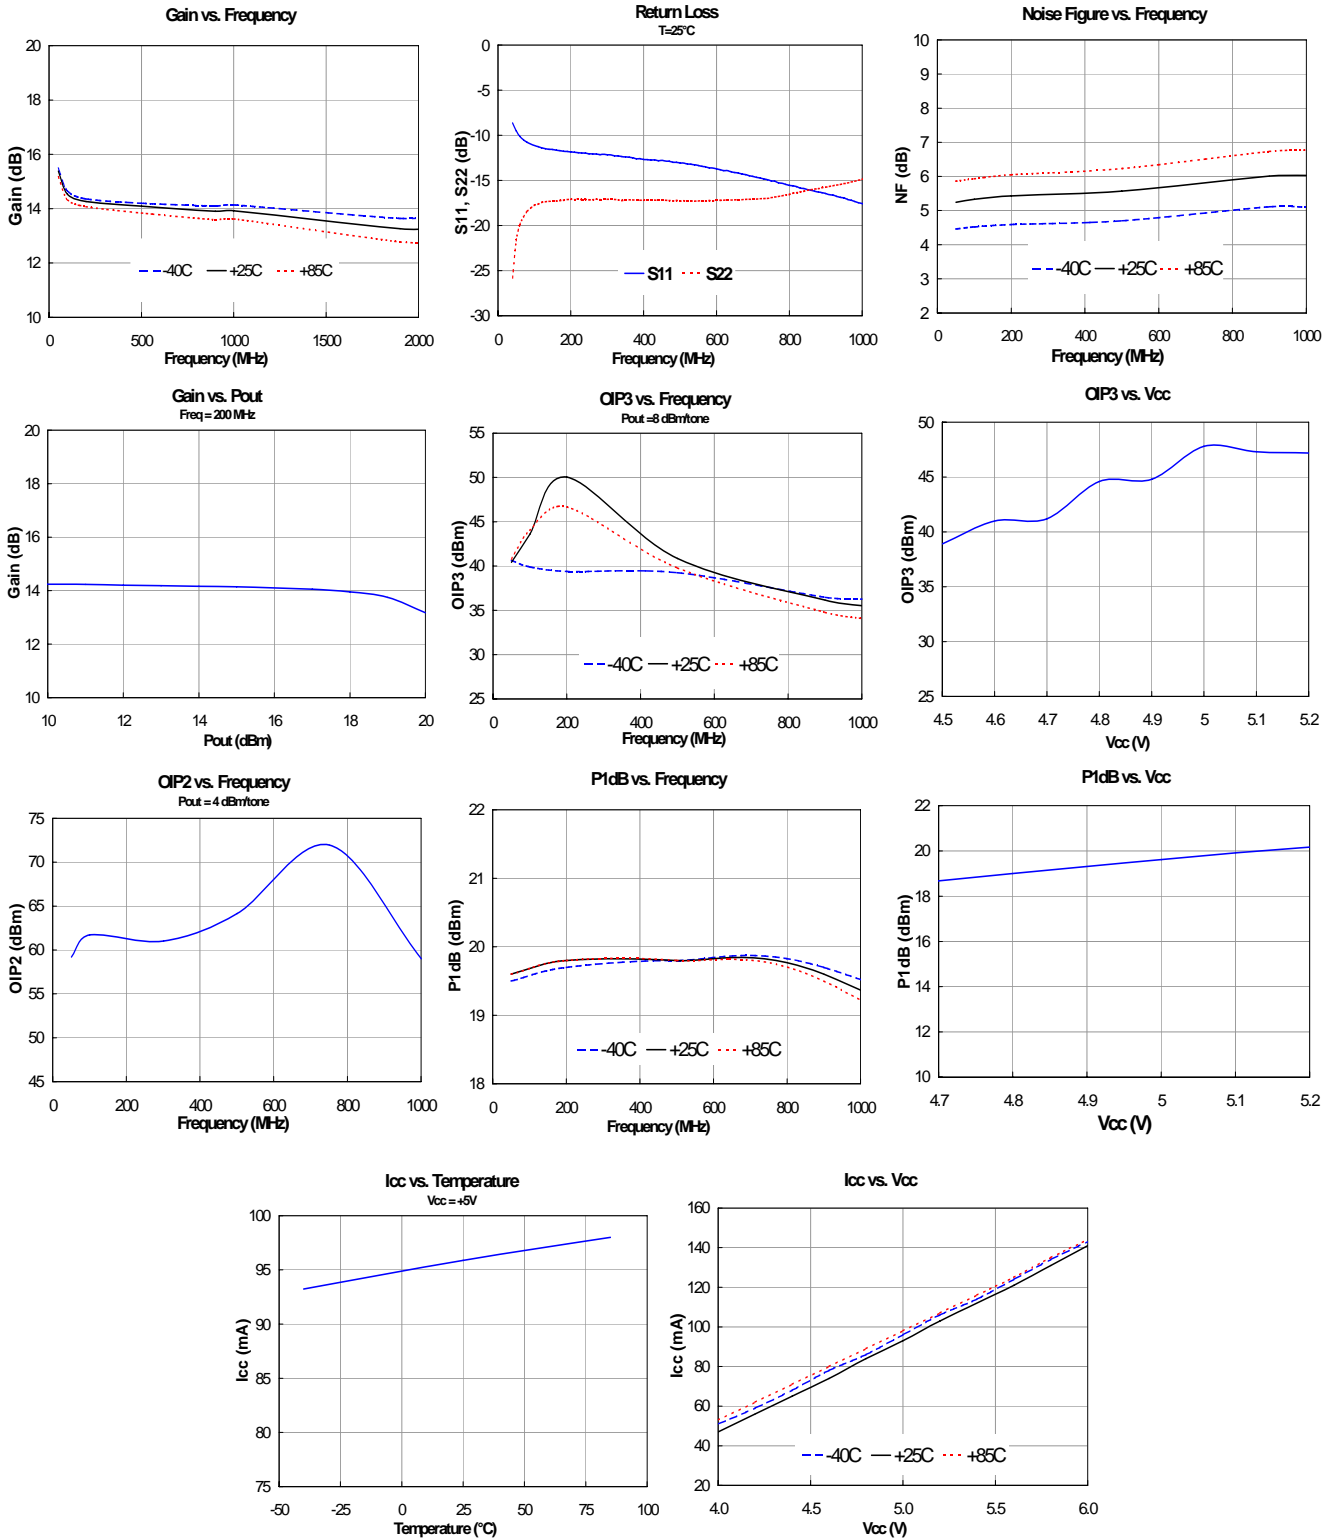 Gain vs. Frequency
20
18
16
14
12
10
Gain (dB)
-40C +25C +85C
0 500 1000 1500 2000
Frequency (MHz)
Return Loss
T=25°C
0
-5
-10
-15
-20
-25
-30
S11, S22 (dB)
S11 S22
0 200 400 600 800 1000
Frequency (MHz)
Noise Figure vs. Frequency
10
9
8
7
6
5
4
3
2
NF (dB)
-40C +25C +85C
0 200 400 600 800 1000
Frequency (MHz)
Gain vs. Pout
Freq = 200 MHz
20
18
16
14
12
10
Gain (dB)
10 12 14 16 18 20
Pout (dBm)
OIP3 vs. Frequency
Pout =8 dBm/tone
55
50
45
40
35
30
25
OIP3 (dBm)
-40C +25C +85C
0 200 400 600 800 1000
Frequency (MHz)
OIP3 vs. Vcc
50
45
40
35
30
25
OIP3 (dBm)
4.5 4.6 4.7 4.8 4.9 5 5.1 5.2
Vcc (V)
OIP2 vs. Frequency
Pout = 4 dBm/tone
75
70
65
60
55
50
45
OIP2 (dBm)
0 200 400 600 800 1000
Frequency (MHz)
P1dB vs. Frequency
22
21
20
19
18
P1dB (dBm)
-40C +25C +85C
0 200 400 600 800 1000
Frequency (MHz)
P1dB vs. Vcc
22
20
18
16
14
12
10
P1dB (dBm)
4.7 4.8 4.9 5 5.1 5.2
Vcc (V)
Icc vs. Temperature
Vcc = +5V
100
95
90
85
80
75
Icc (mA)
-50 -25 0 25 50 75 100
Temperature (°C)
Icc vs. Vcc
160
140
120
100
80
60
40
20
Icc (mA)
-40C +25C +85C
4.0 4.5 5.0 5.5 6.0
Vcc (V)